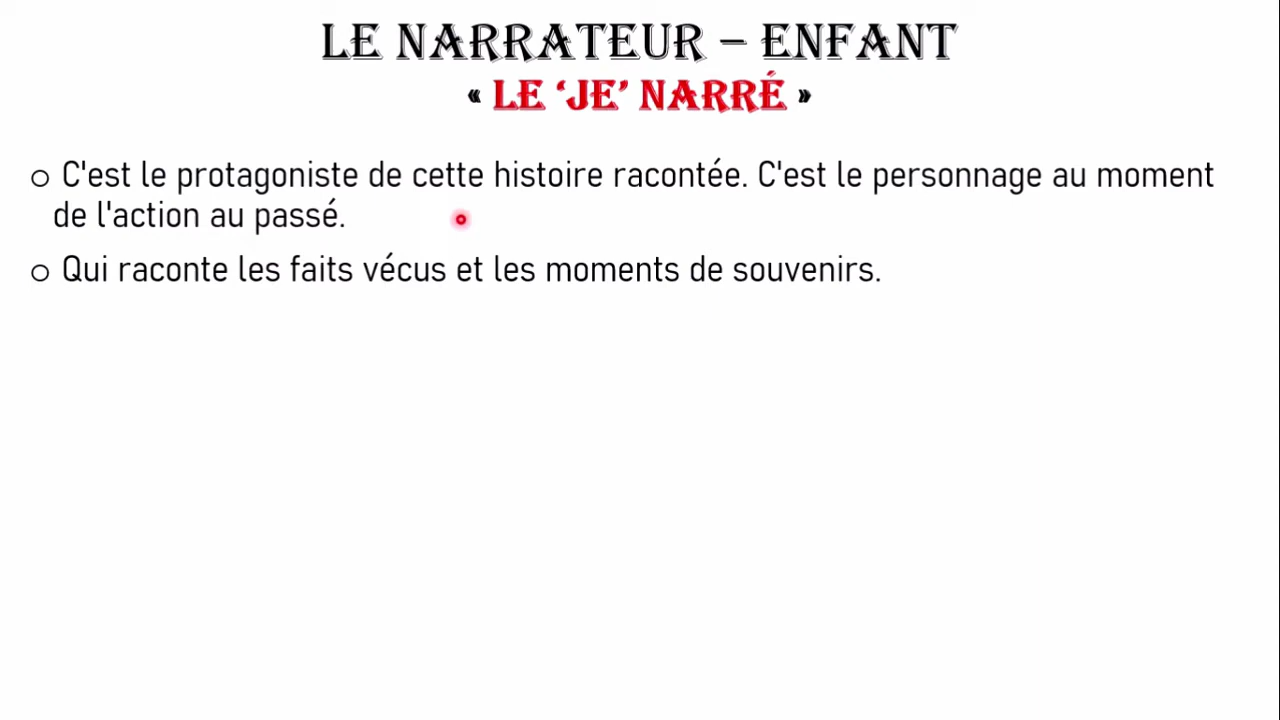 LE NARRATEUR – ENFANT
« LE ‘JE’ NARRÉ »
o C'est le protagoniste de cette histoire racontée. C'est le personnage au moment
de l'action au passé.
o Qui raconte les faits vécus et les moments de souvenirs.